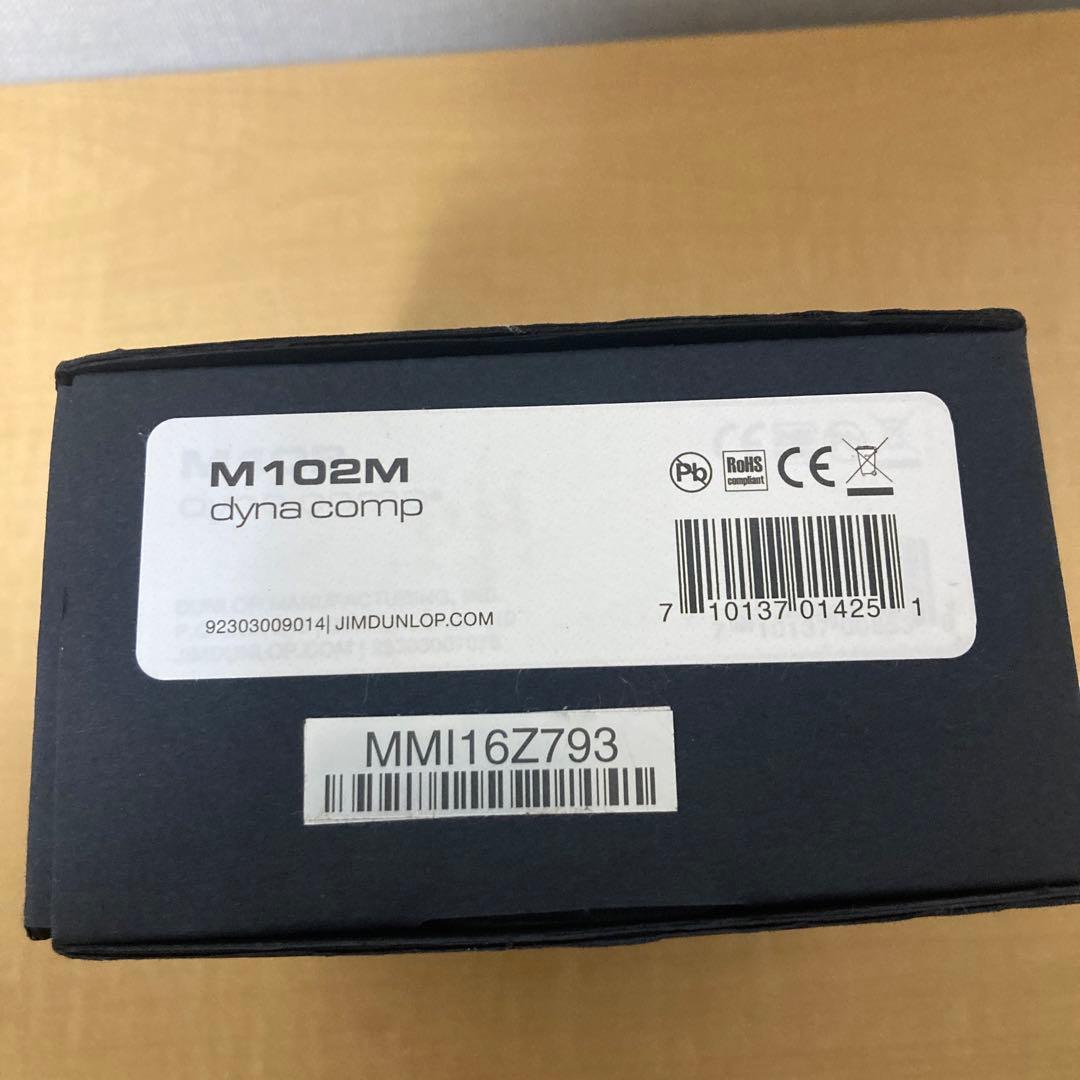 M102M
dyna comp
92303009014| JIMDUNLOP.COM
Pb
RoHS
compliant
CE
7 10137 01425 1
MMI16Z793